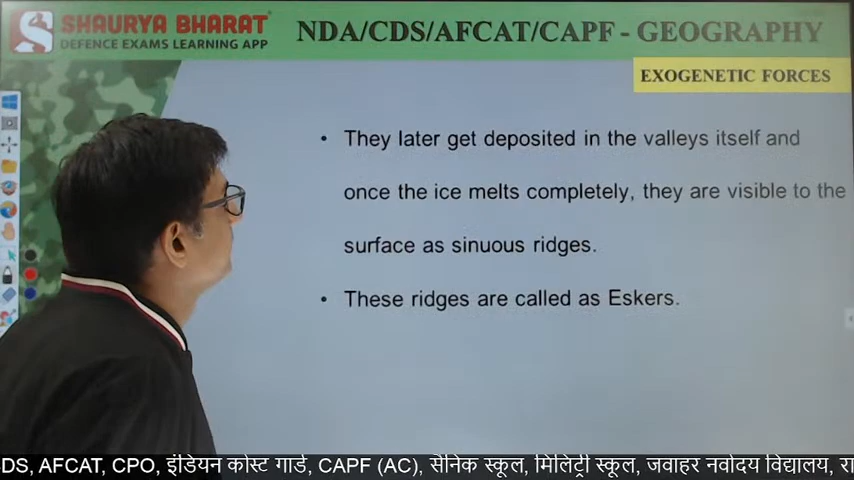 SHAURYA BHARAT
DEFENCE EXAMS LEARNING APP
NDA/CDS/AFCAT/CAPF - GEOGRAPHY
EXOGENETIC FORCES
• They later get deposited in the valleys itself and
once the ice melts completely, they are visible to the
surface as sinuous ridges.
• These ridges are called as Eskers.
DS, AFCAT, CPO, इंडियन कोस्ट गार्ड, CAPF (AC), सैनिक स्कूल, मिलिट्री स्कूल, जवाहर नवोदय विद्यालय, रा